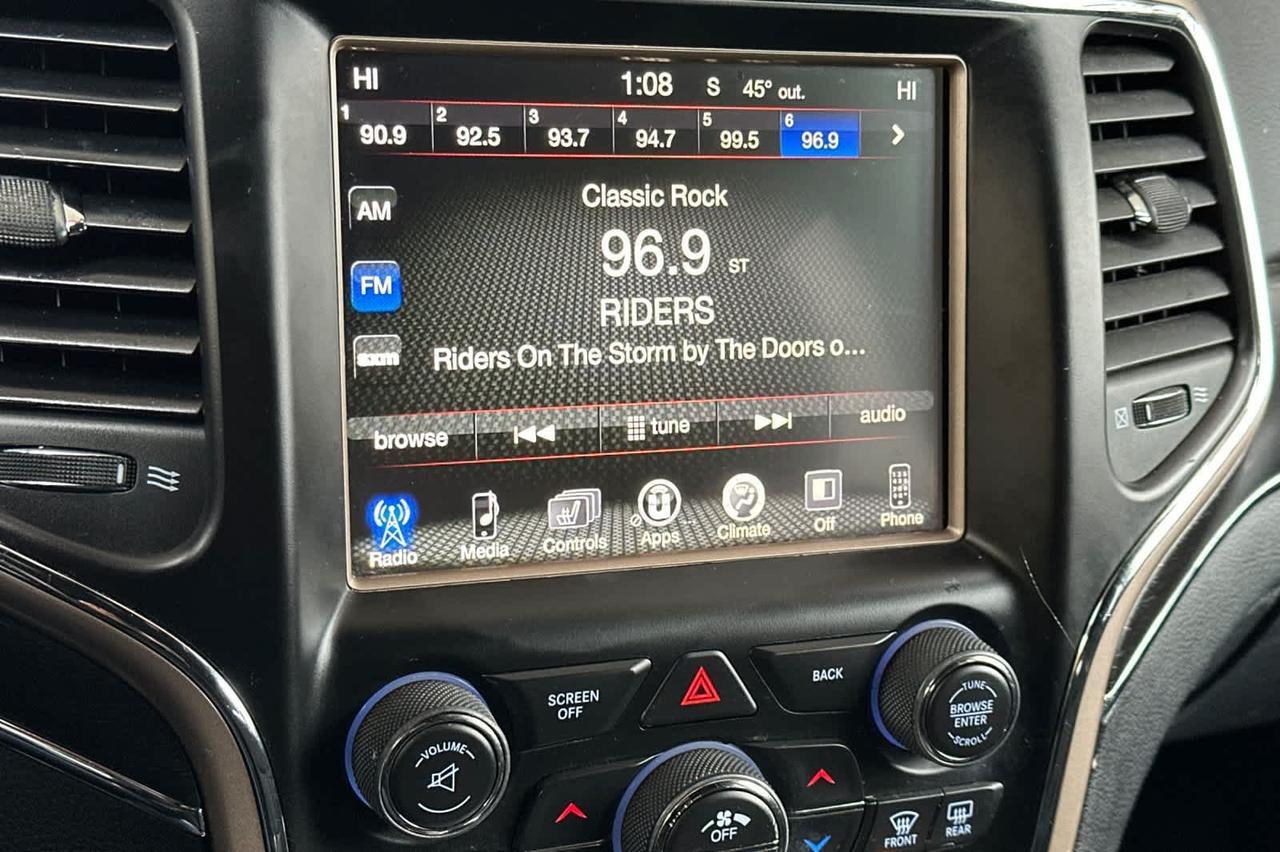 HI 1:08 S 45° out. HI
1 2 3 4 5 6
90.9 92.5 93.7 94.7 99.5 96.9
Classic Rock
AM
96.9 ST
FM
RIDERS
sxm
Riders On The Storm by The Doors o...
browse tune audio
Radio Media Controls Apps Climate Off Phone
SCREEN
OFF
BACK
TUNE
BROWSE
ENTER
SCROLL
VOLUME
OFF
FRONT
REAR